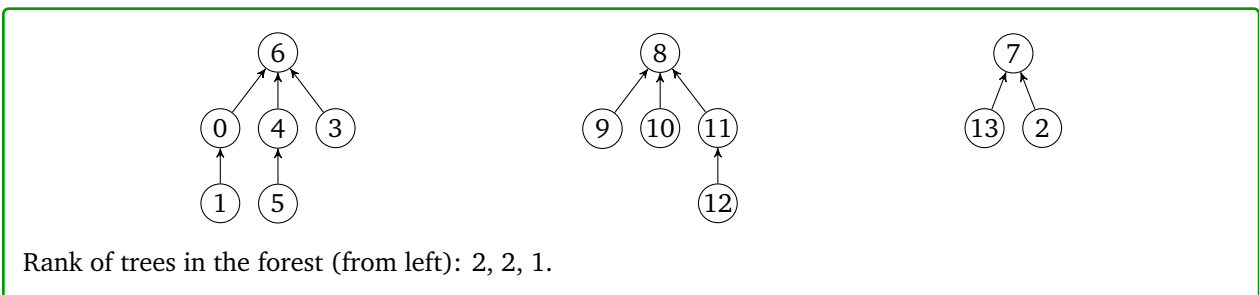 6 8 7
0 4 3 9 10 11 13 2
1 5 12
Rank of trees in the forest (from left): 2, 2, 1.